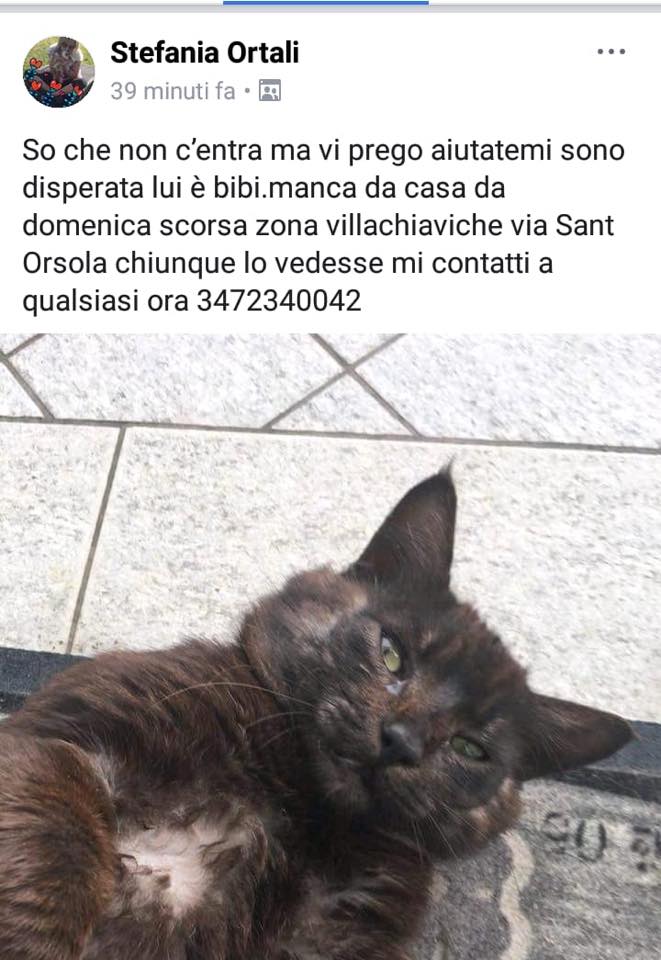 Stefania Ortali
39 minuti fa •
So che non c'entra ma vi prego aiutatemi sono
disperata lui è bibi.manca da casa da
domenica scorsa zona villachiaviche via Sant
Orsola chiunque lo vedesse mi contatti a
qualsiasi ora 3472340042